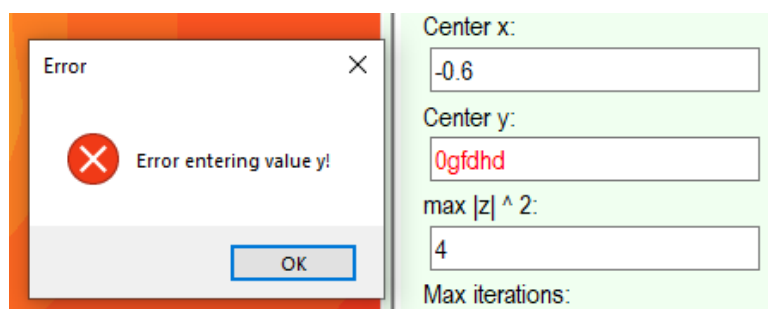 Error
Error entering value y!
OK
Center x:
-0.6
Center y:
0gfdhd
max |z| ^ 2:
4
Max iterations: